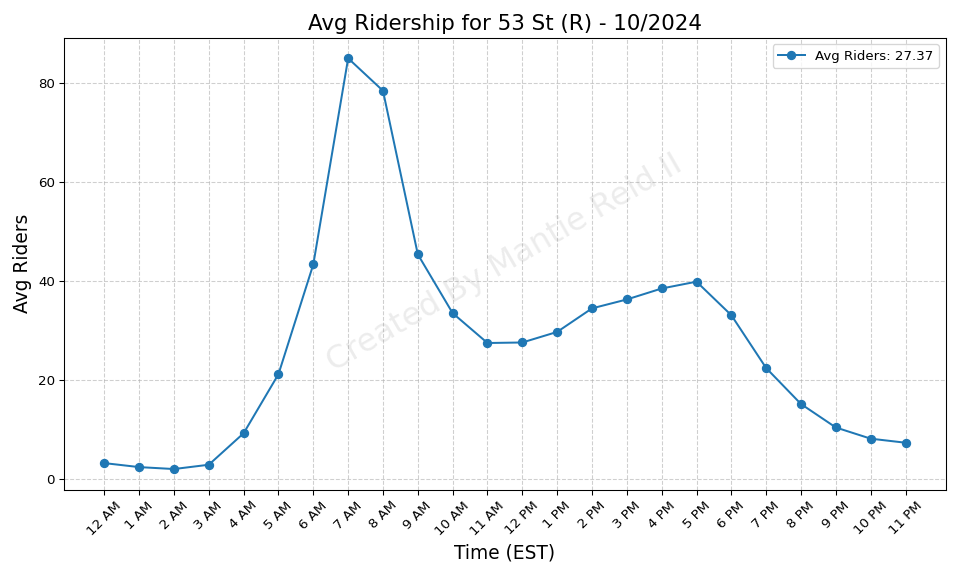 Avg Ridership for 53 St (R) - 10/2024
Avg Riders: 27.37
Avg Riders
80
60
40
20
0
Created By Mantie Reid II
12 AM
1 AM
2 AM
3 AM
4 AM
5 AM
6 AM
7 AM
8 AM
9 AM
10 AM
11 AM
12 PM
1 PM
2 PM
3 PM
4 PM
5 PM
6 PM
7 PM
8 PM
9 PM
10 PM
11 PM
Time (EST)